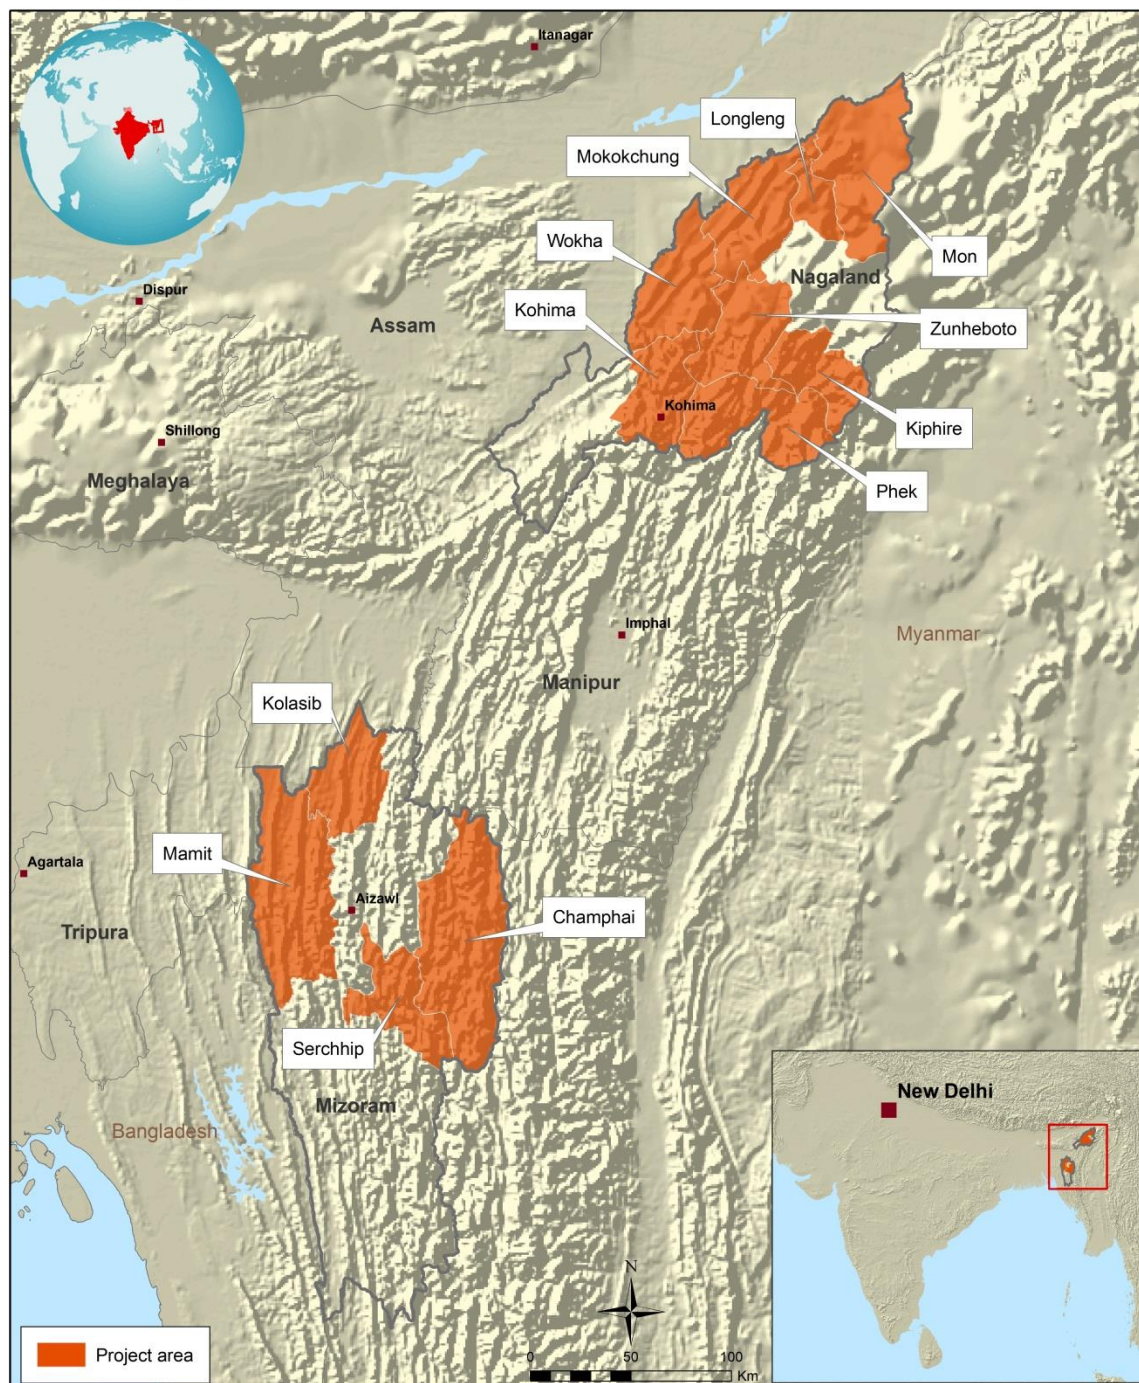 Itanagar
Longleng
Mokokchung
Wokha
Mon
Nagaland
Dispur
Kohima
Assam
Zunheboto
Kohima
Kiphire
Shillong
Meghalaya
Phek
Imphal
Myanmar
Manipur
Kolasib
Mamit
Agartala
Aizawl
Champhai
Tripura
Serchhip
New Delhi
Mizoram
Bangladesh
N
Project area
0 50 100
Km